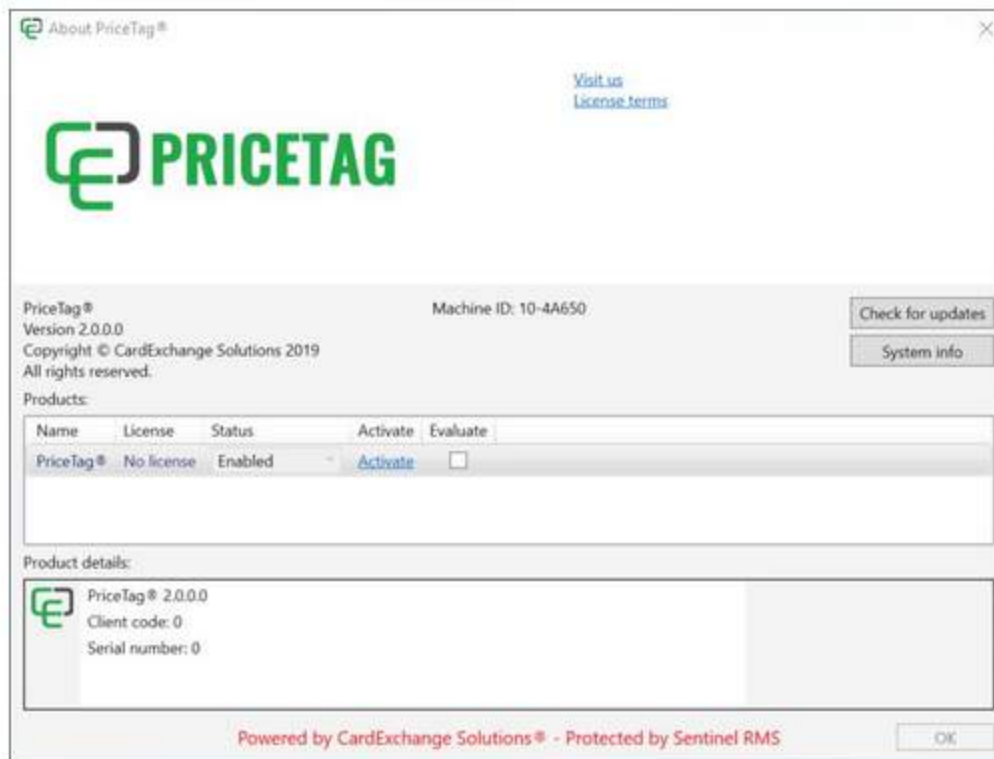 About PriceTag®
Visit us
License terms
PRICETAG
PriceTag®
Version 2.0.0.0
Copyright © CardExchange Solutions 2019
All rights reserved.
Machine ID: 10-4A650
Check for updates
System info
Products:
Name License Status Activate Evaluate
PriceTag® No license Enabled Activate
Product details:
PriceTag® 2.0.0.0
Client code: 0
Serial number: 0
Powered by CardExchange Solutions® - Protected by Sentinel RMS
OK